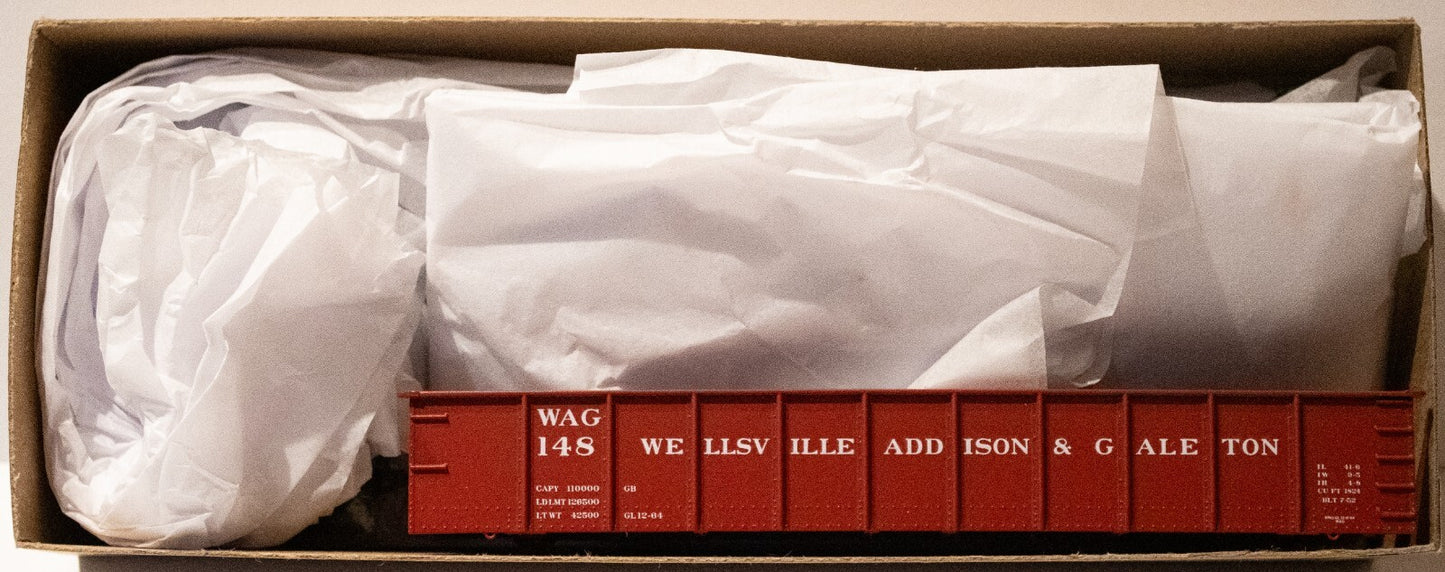 WAG
148
WELLSVILLE ADDISON & GALETON
CAPY 110000 GB
LD LMT 126500
LT WT 42500 GL 12-64
IL 41-6
IW 9-5
IH 4-8
CU FT 1824
BLT 7-52